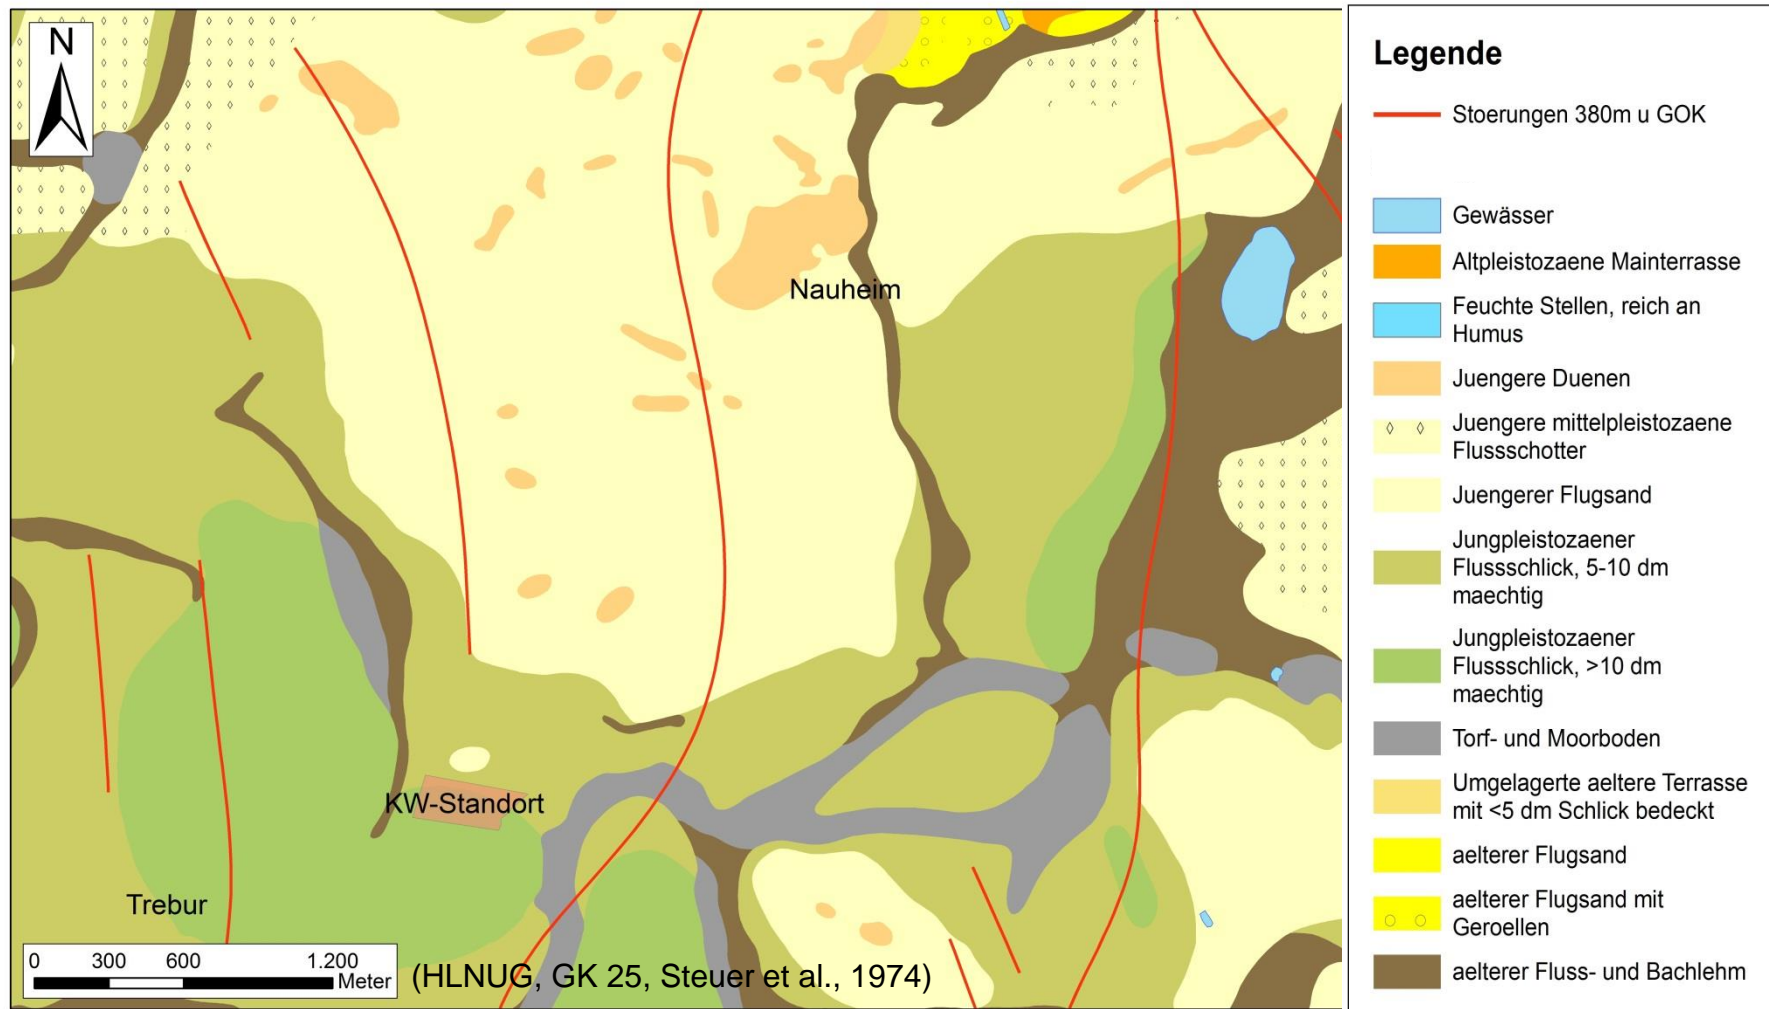 N
Nauheim
KW-Standort
Trebur
0 300 600 1.200
Meter
(HLNUG, GK 25, Steuer et al., 1974)
Legende
Stoerungen 380m u GOK
Gewässer
Altpleistozaene Mainterrasse
Feuchte Stellen, reich an
Humus
Juengere Duenen
Juengere mittelpleistozaene
Flussschotter
Juengerer Flugsand
Jungpleistozaener
Flussschlick, 5-10 dm
maechtig
Jungpleistozaener
Flussschlick, >10 dm
maechtig
Torf- und Moorboden
Umgelagerte aeltere Terrasse
mit <5 dm Schlick bedeckt
aelterer Flugsand
aelterer Flugsand mit
Geroellen
aelterer Fluss- und Bachlehm